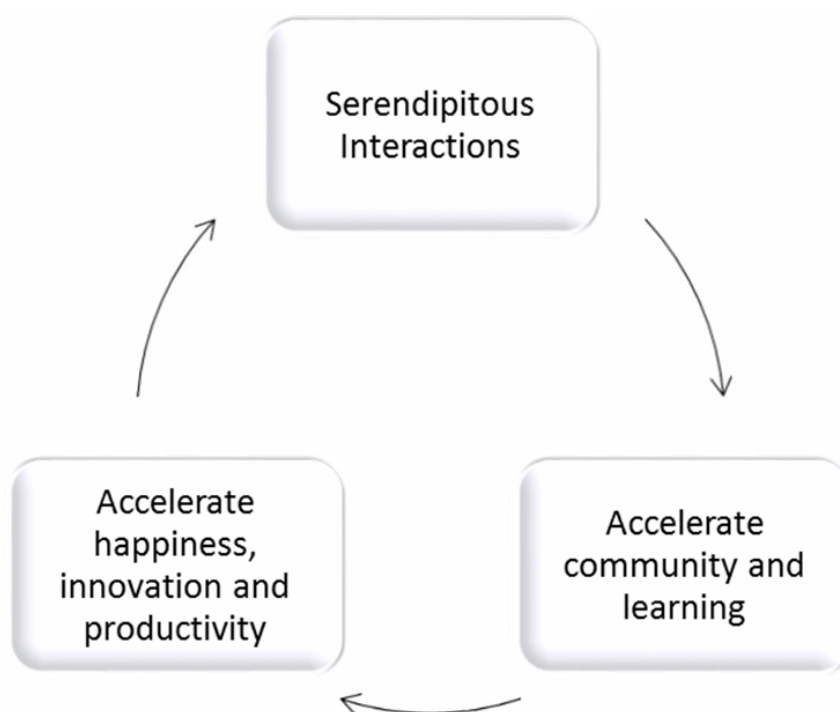 Serendipitous
Interactions
Accelerate
community and
learning
Accelerate
happiness,
innovation and
productivity